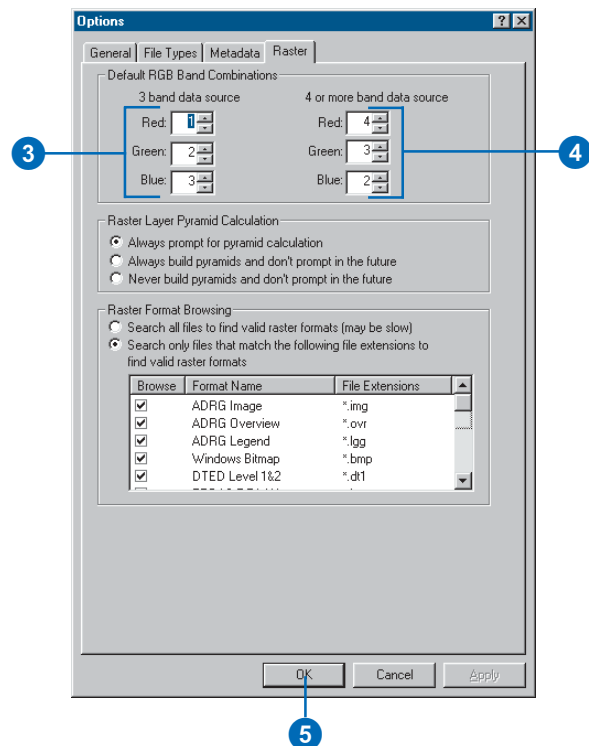 Options
General File Types Metadata Raster
Default RGB Band Combinations
3 band data source 4 or more band data source
Red: 1 Red: 4
3 4
Green: 2 Green: 3
Blue: 3 Blue: 2
Raster Layer Pyramid Calculation
Always prompt for pyramid calculation
Always build pyramids and don't prompt in the future
Never build pyramids and don't prompt in the future
Raster Format Browsing
Search all files to find valid raster formats (may be slow)
Search only files that match the following file extensions to
find valid raster formats
Browse Format Name File Extensions
ADRG Image *.img
ADRG Overview *.ovr
ADRG Legend *.lgg
Windows Bitmap *.bmp
DTED Level 1&2 *.dt1
OK Cancel Apply
5